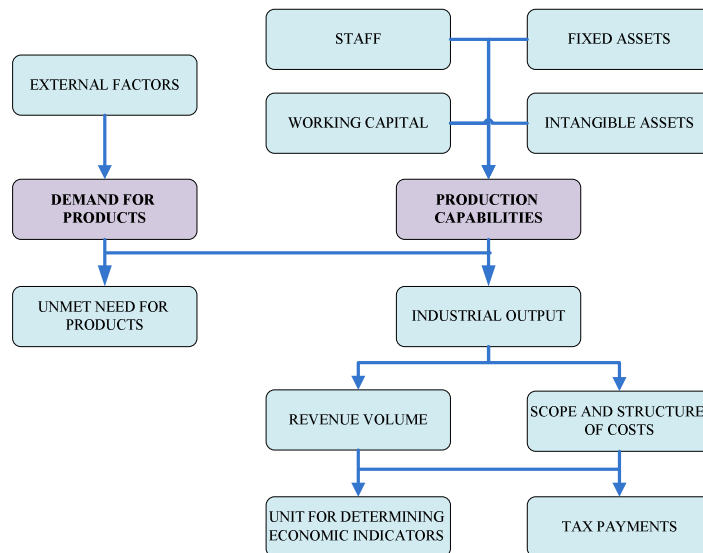 STAFF
FIXED ASSETS
EXTERNAL FACTORS
WORKING CAPITAL
INTANGIBLE ASSETS
DEMAND FOR
PRODUCTS
PRODUCTION
CAPABILITIES
UNMET NEED FOR
PRODUCTS
INDUSTRIAL OUTPUT
REVENUE VOLUME
SCOPE AND STRUCTURE
OF COSTS
UNIT FOR DETERMINING
ECONOMIC INDICATORS
TAX PAYMENTS